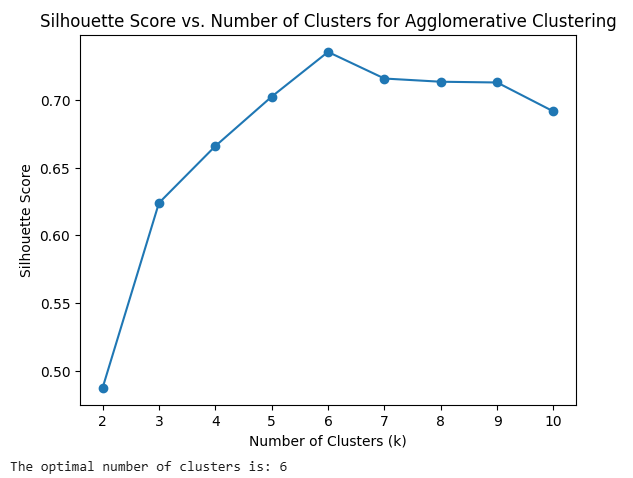 Silhouette Score vs. Number of Clusters for Agglomerative Clustering
0.70
0.65
0.60
0.55
0.50
Silhouette Score
2 3 4 5 6 7 8 9 10
Number of Clusters (k)
The optimal number of clusters is: 6